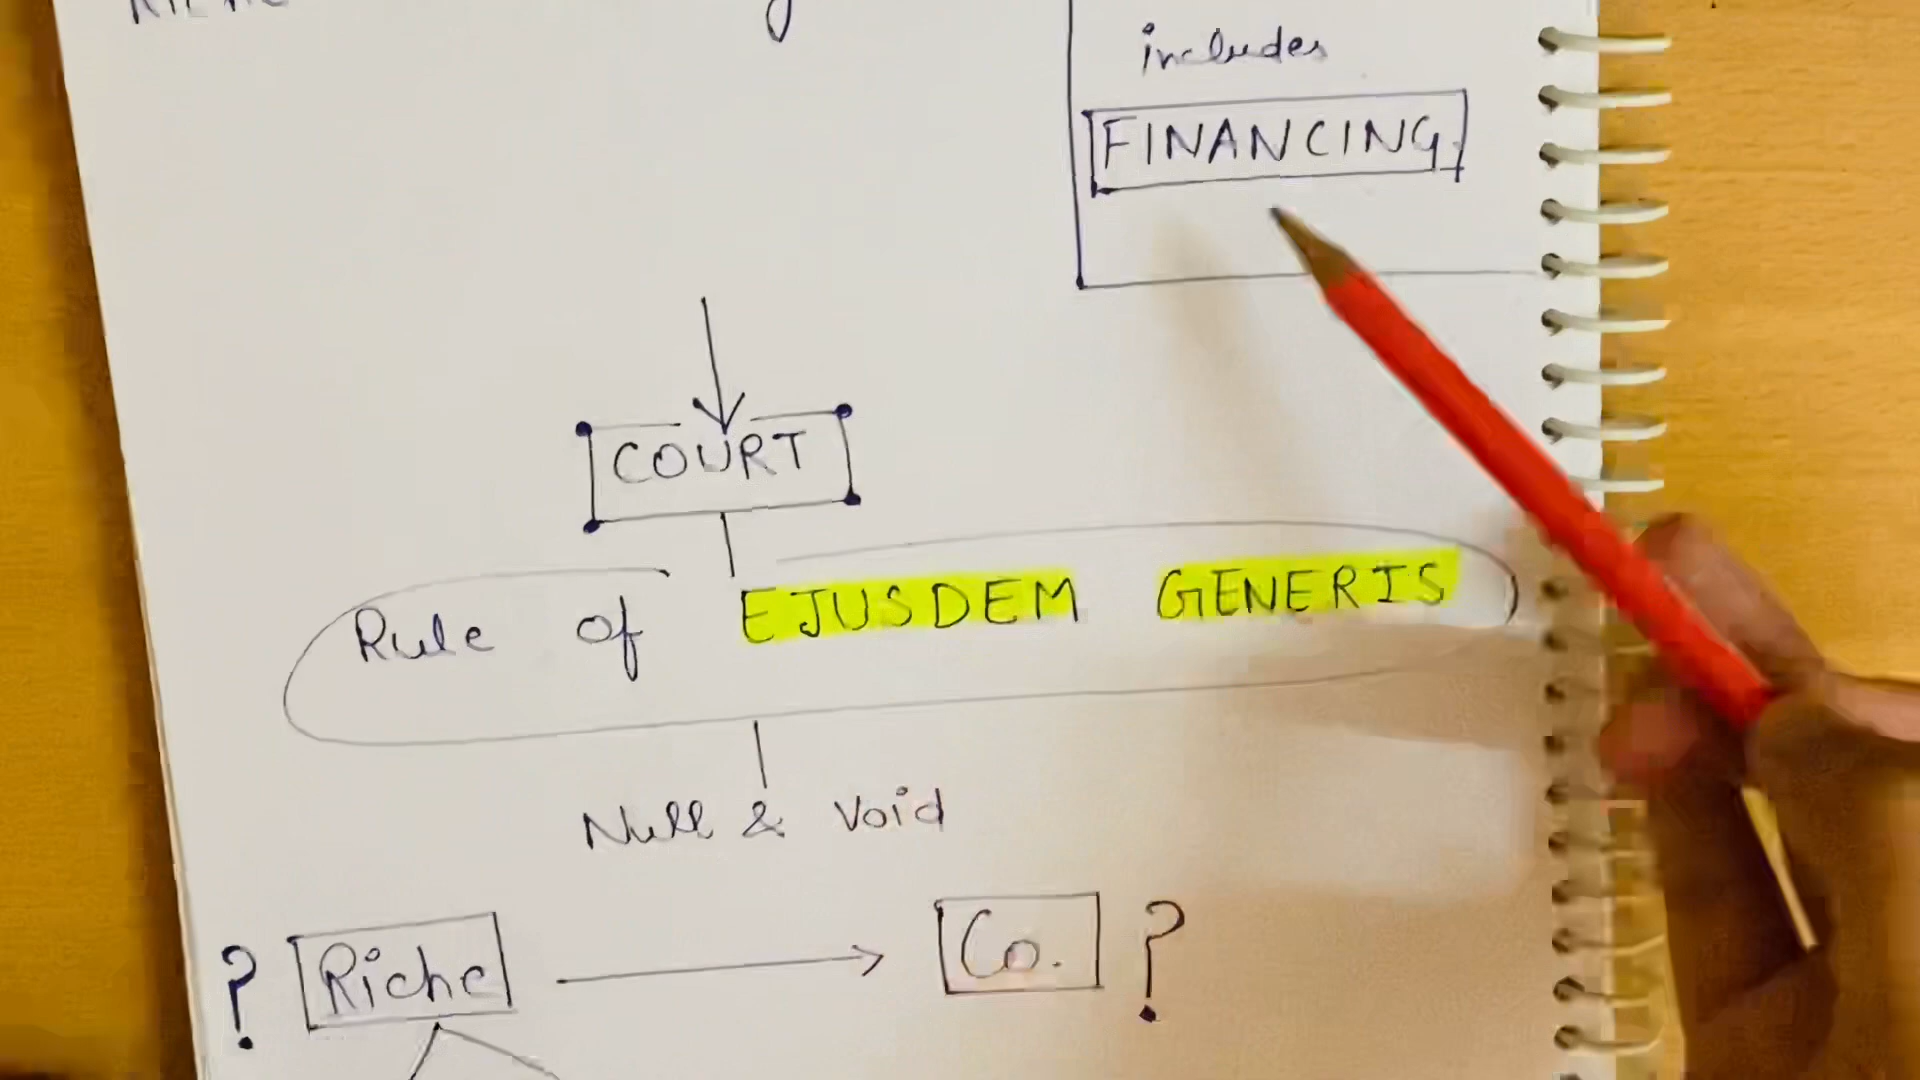 includes
FINANCING
COURT
Rule of EJUSDEM GENERIS
Null & Void
? Riche Co. ?